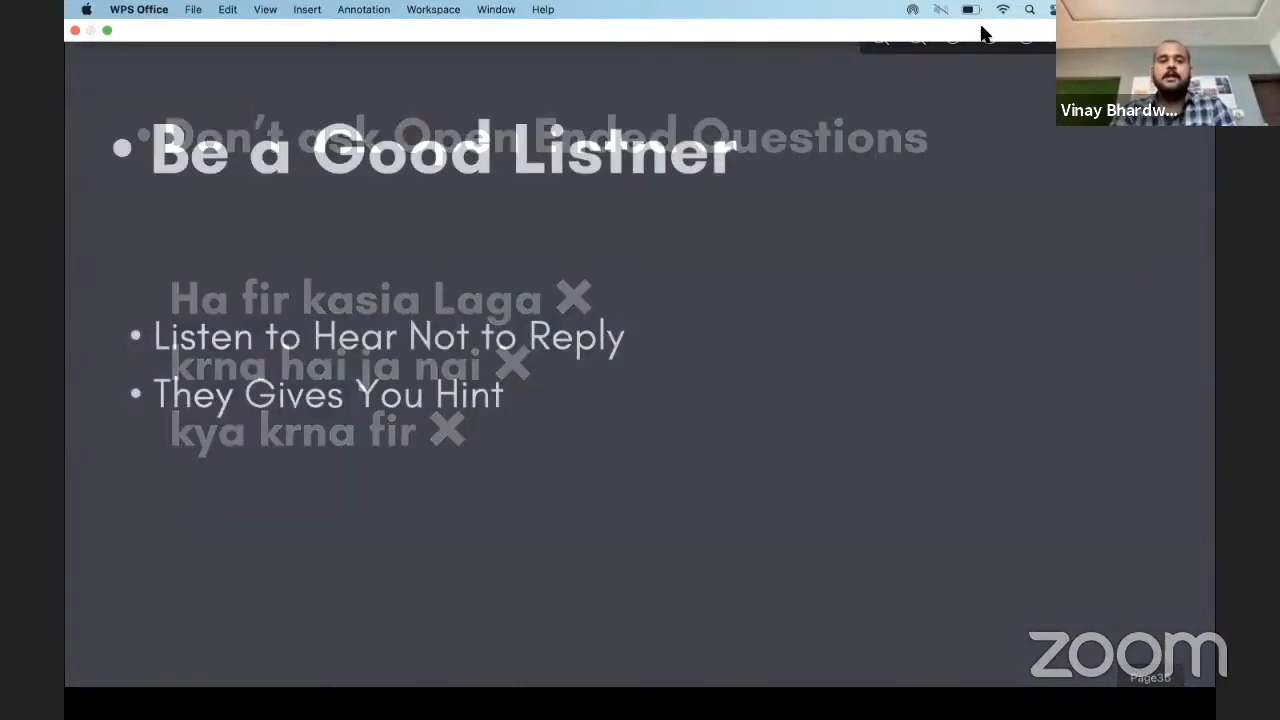 WPS Office File Edit View Insert Annotation Workspace Window Help
Vinay Bhardw...
• Don't ask Open Ended Questions
• Be a Good Listner
Ha fir kasia Laga ✖
• Listen to Hear Not to Reply
krna hai ja nai ✖
• They Gives You Hint
kya krna fir ✖
zoom
Page36